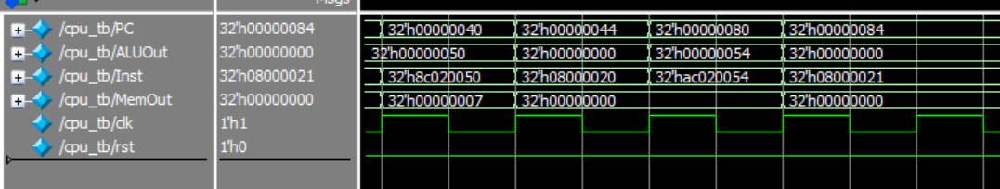 Msgs
/cpu_tb/PC 32'h00000084 32'h00000040 32'h00000044 32'h00000080 32'h00000084
/cpu_tb/ALUOut 32'h00000000 32'h00000050 32'h00000000 32'h00000054 32'h00000000
/cpu_tb/Inst 32'h08000021 32'h8c020050 32'h08000020 32'hac020054 32'h08000021
/cpu_tb/MemOut 32'h00000000 32'h00000007 32'h00000000 32'h00000000
/cpu_tb/clk 1'h1
/cpu_tb/rst 1'h0